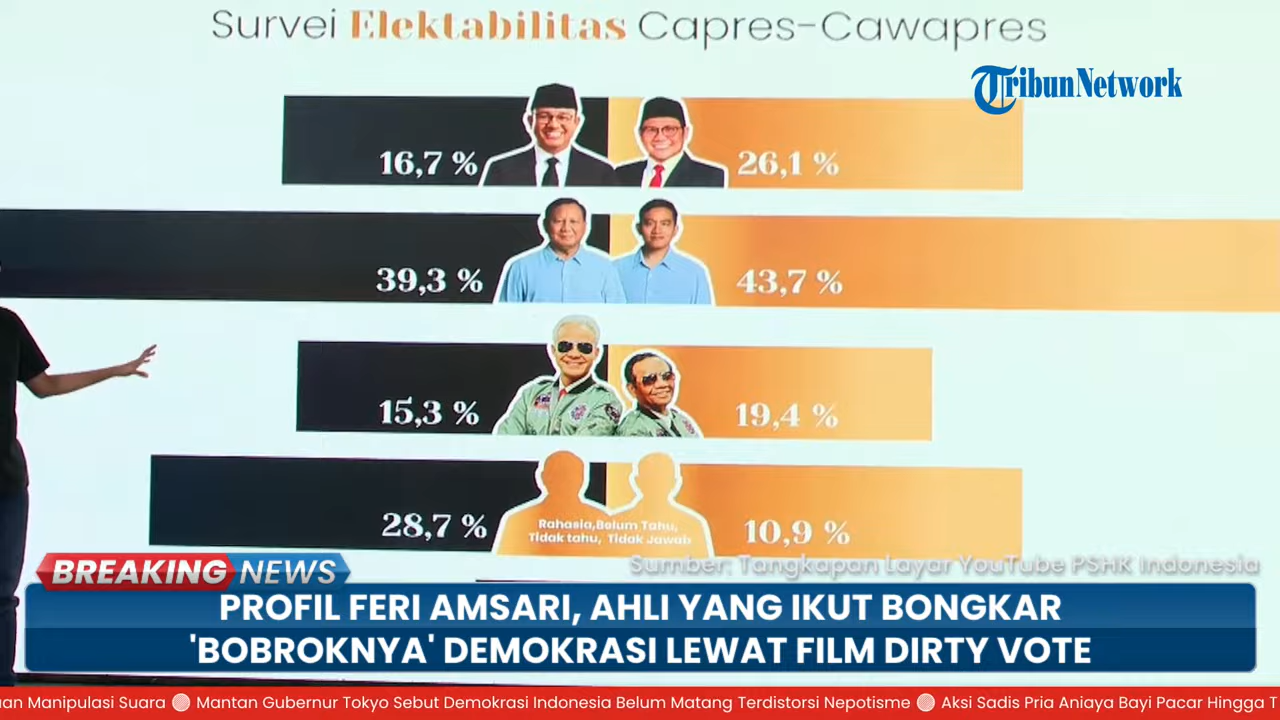 Survei Elektabilitas Capres-Cawapres
TribunNetwork
16,7 %
26,1 %
39,3 %
43,7 %
15,3 %
19,4 %
28,7 %
Rahasia,Belum Tahu,
Tidak tahu, Tidak Jawab
10,9 %
Sumber: Tangkapan Layar YouTube PSHK Indonesia
BREAKING NEWS
PROFIL FERI AMSARI, AHLI YANG IKUT BONGKAR
'BOBROKNYA' DEMOKRASI LEWAT FILM DIRTY VOTE
Manipulasi Suara Mantan Gubernur Tokyo Sebut Demokrasi Indonesia Belum Matang Terdistorsi Nepotisme Aksi Sadis Pria Aniaya Bayi Pacar Hingga